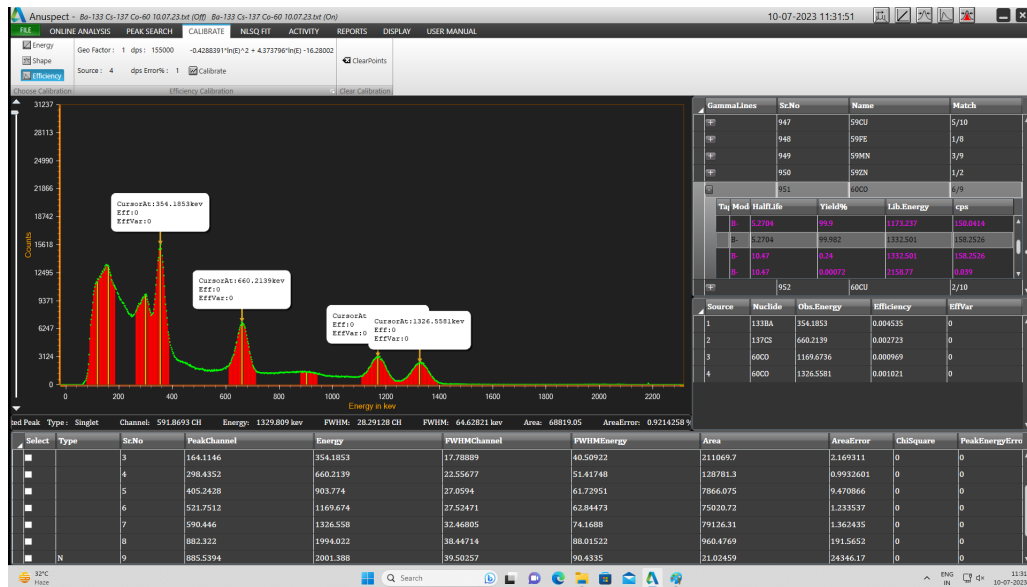 Anuspect - Ba-133 Cs-137 Co-60 10.07.23.txt (Off) Ba-133 Cs-137 Co-60 10.07.23.txt (On) 10-07-2023 11:31:51
FILE ONLINE ANALYSIS PEAK SEARCH CALIBRATE NLSQ FIT ACTIVITY REPORTS DISPLAY USER MANUAL
Energy Geo Factor : 1 dps : 155000 -0.4288391*ln(E)^2 + 4.373796*ln(E) -16.28002
Shape ClearPoints
Efficiency Source : 4 dps Error% : 1 Calibrate
Choose Calibration Efficiency Calibration Clear Calibration
31237
28113
24990
21866
18742
15618
12495
9371
6247
3124
0
Counts
CursorAt:354.1853kev
Eff:0
EffVar:0
CursorAt:660.2139kev
Eff:0
EffVar:0
CursorAt
Eff:0
EffVar:0
CursorAt:1326.5581kev
Eff:0
EffVar:0
0 200 400 600 800 1000 1200 1400 1600 1800 2000 2200
Energy in kev
GammaLines Sr.No Name Match
947 59CU 5/10
948 59FE 1/8
949 59MN 3/9
950 59ZN 1/2
951 60CO 6/9
Tag Mod HalfLife Yield% Lib.Energy cps
B- 5.2704 99.9 1173.237 150.0414
B- 5.2704 99.982 1332.501 158.2526
B- 10.47 0.24 1332.501 158.2526
B- 10.47 0.00072 2158.77 0.039
952 60CU 2/10
Source Nuclide Obs.Energy Efficiency EffVar
1 133BA 354.1853 0.004535 0
2 137CS 660.2139 0.002723 0
3 60CO 1169.6736 0.000969 0
4 60CO 1326.5581 0.001021 0
ted Peak Type : Singlet Channel: 591.8693 CH Energy: 1329.809 kev FWHM: 28.29128 CH FWHM: 64.62821 kev Area: 68819.05 AreaError: 0.9214258 %
Select Type Sr.No PeakChannel Energy FWHMChannel FWHMEnergy Area AreaError ChiSquare PeakEnergyErro
3 164.1146 354.1853 17.78889 40.50922 211069.7 2.169311 0 0
4 298.4352 660.2139 22.55677 51.41748 128781.3 0.9932601 0 0
5 405.2428 903.774 27.0594 61.72951 7866.075 9.470866 0 0
6 521.7512 1169.674 27.52471 62.84473 75020.72 1.233537 0 0
7 590.446 1326.558 32.46805 74.1688 79126.31 1.362435 0 0
8 882.322 1994.022 38.44714 88.01522 960.4769 191.5652 0 0
N 9 885.5394 2001.388 39.50257 90.4335 21.02459 24346.17 0 0
32°C
Haze
Search
ENG
IN
11:31
10-07-2023